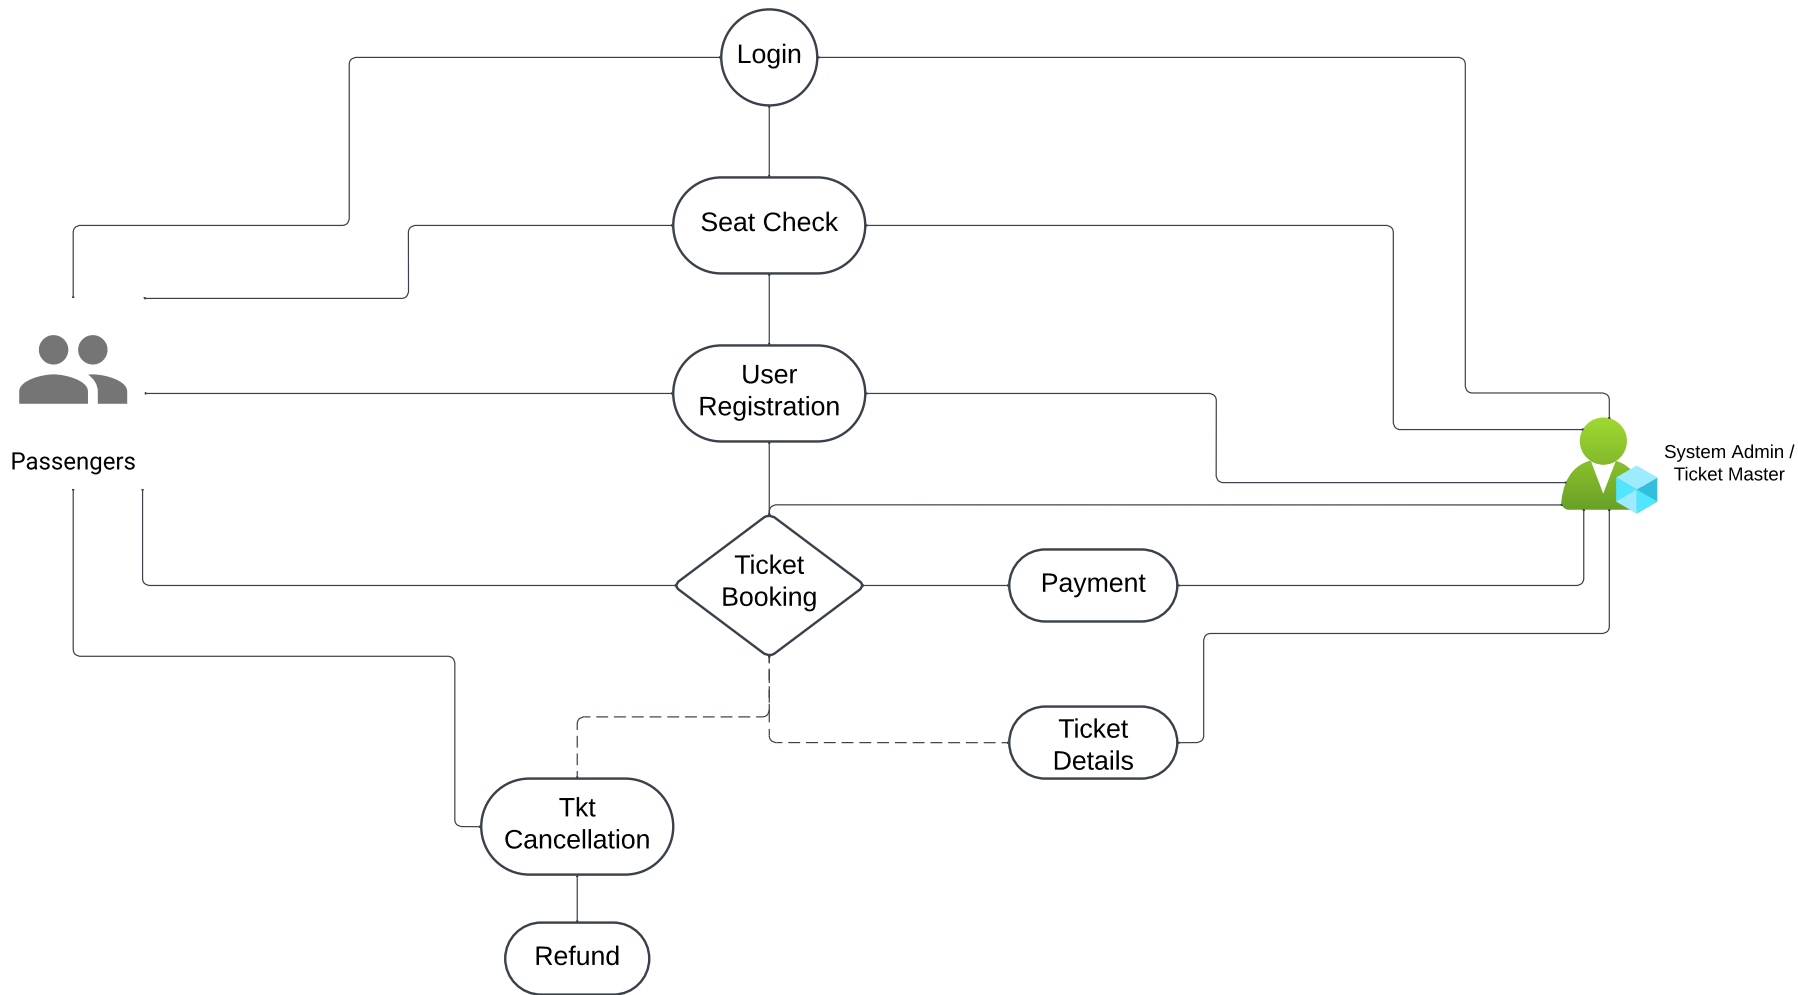 Login
Seat Check
User
Registration
Passengers
System Admin /
Ticket Master
Ticket
Booking
Payment
Ticket
Details
Tkt
Cancellation
Refund